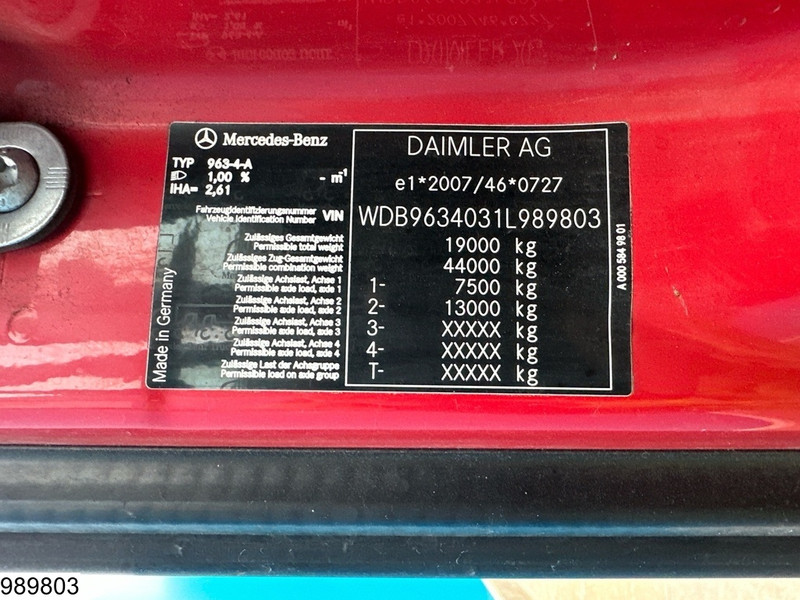 Mercedes-Benz
TYP 963-4-A
1,00 % - m⁻¹
IHA= 2,61
DAIMLER AG
e1*2007/46*0727
Fahrzeugidentifizierungsnummer
Vehicle Identification Number VIN WDB9634031L989803
Zulässiges Gesamtgewicht
Permissible total weight 19000 kg
Zulässiges Zug-Gesamtgewicht
Permissible combination weight 44000 kg
Zulässige Achslast, Achse 1
Permissible axle load, axle 1 1- 7500 kg
Zulässige Achslast, Achse 2
Permissible axle load, axle 2 2- 13000 kg
Zulässige Achslast, Achse 3
Permissible axle load, axle 3 3- XXXXX kg
Zulässige Achslast, Achse 4
Permissible axle load, axle 4 4- XXXXX kg
Zulässige Last der Achsgruppe
Permissible load on axle group T- XXXXX kg
Made in Germany
A 000 584 98 01
989803